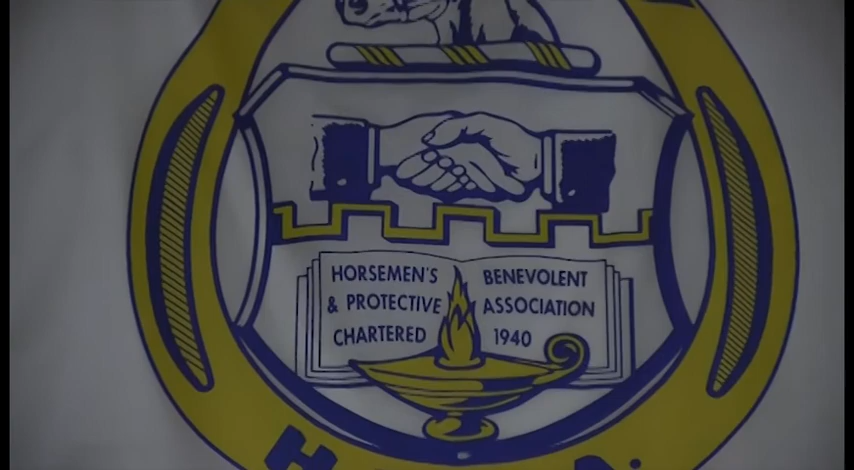 HORSEMEN'S
& PROTECTIVE
CHARTERED
BENEVOLENT
ASSOCIATION
1940